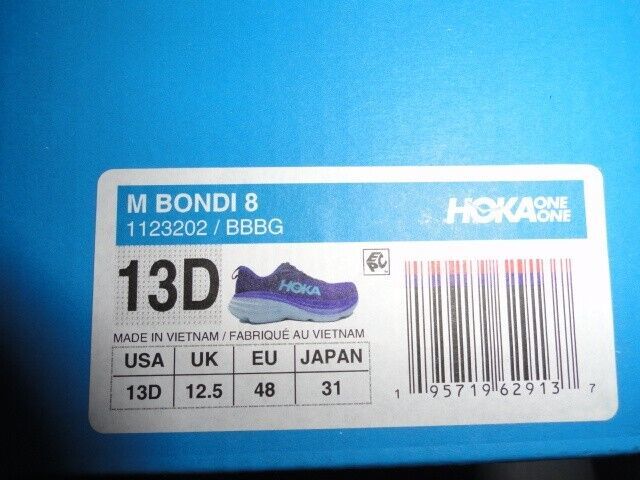 M BONDI 8
1123202 / BBBG
HOKA ONE ONE
13D
HOKA
EPC
MADE IN VIETNAM / FABRIQUÉ AU VIETNAM
USA UK EU JAPAN
13D 12.5 48 31
1 95719 62913 7